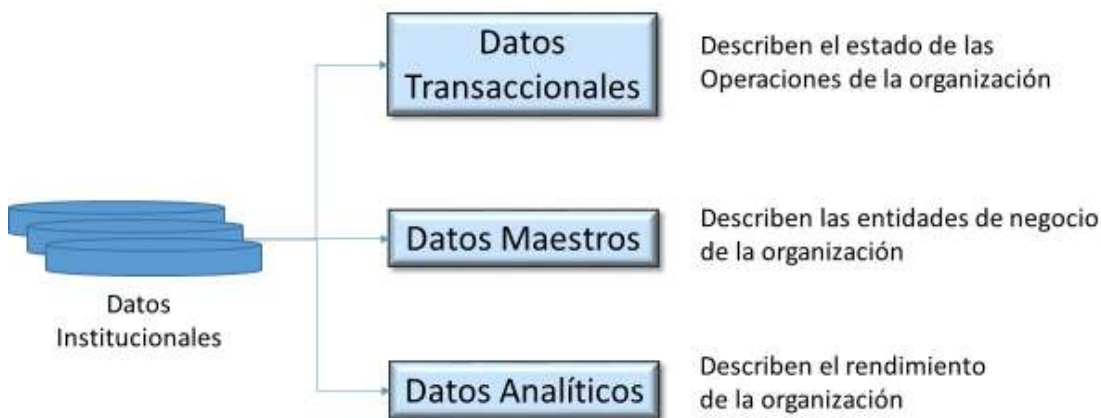 Datos
Transaccionales
Describen el estado de las
Operaciones de la organización
Datos
Institucionales
Datos Maestros
Describen las entidades de negocio
de la organización
Datos Analíticos
Describen el rendimiento
de la organización